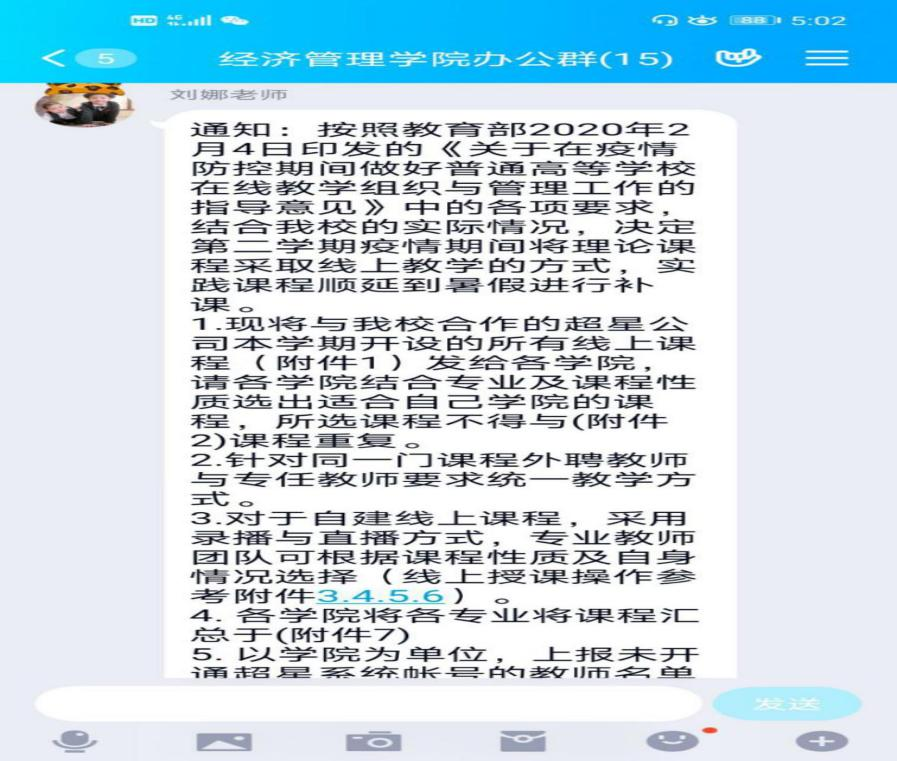 HD 4G 88 5:02
< 5 经济管理学院办公群(15)
刘娜老师
通知：按照教育部2020年2
月4日印发的《关于在疫情
防控期间做好普通高等学校
在线教学组织与管理工作的
指导意见》中的各项要求，
结合我校的实际情况，决定
第二学期疫情期间将理论课
程采取线上教学的方式，实
践课程顺延到暑假进行补
课。
1.现将与我校合作的超星公
司本学期开设的所有线上课
程（附件1）发给各学院，
请各学院结合专业及课程性
质选出适合自己学院的课
程，所选课程不得与(附件
2)课程重复。
2.针对同一门课程外聘教师
与专任教师要求统一教学方
式。
3.对于自建线上课程，采用
录播与直播方式，专业教师
团队可根据课程性质及自身
情况选择（线上授课操作参
考附件3.4.5.6）。
4. 各学院将各专业将课程汇
总于(附件7)
5. 以学院为单位，上报未开
通超星系统帐号的教师名单
发送